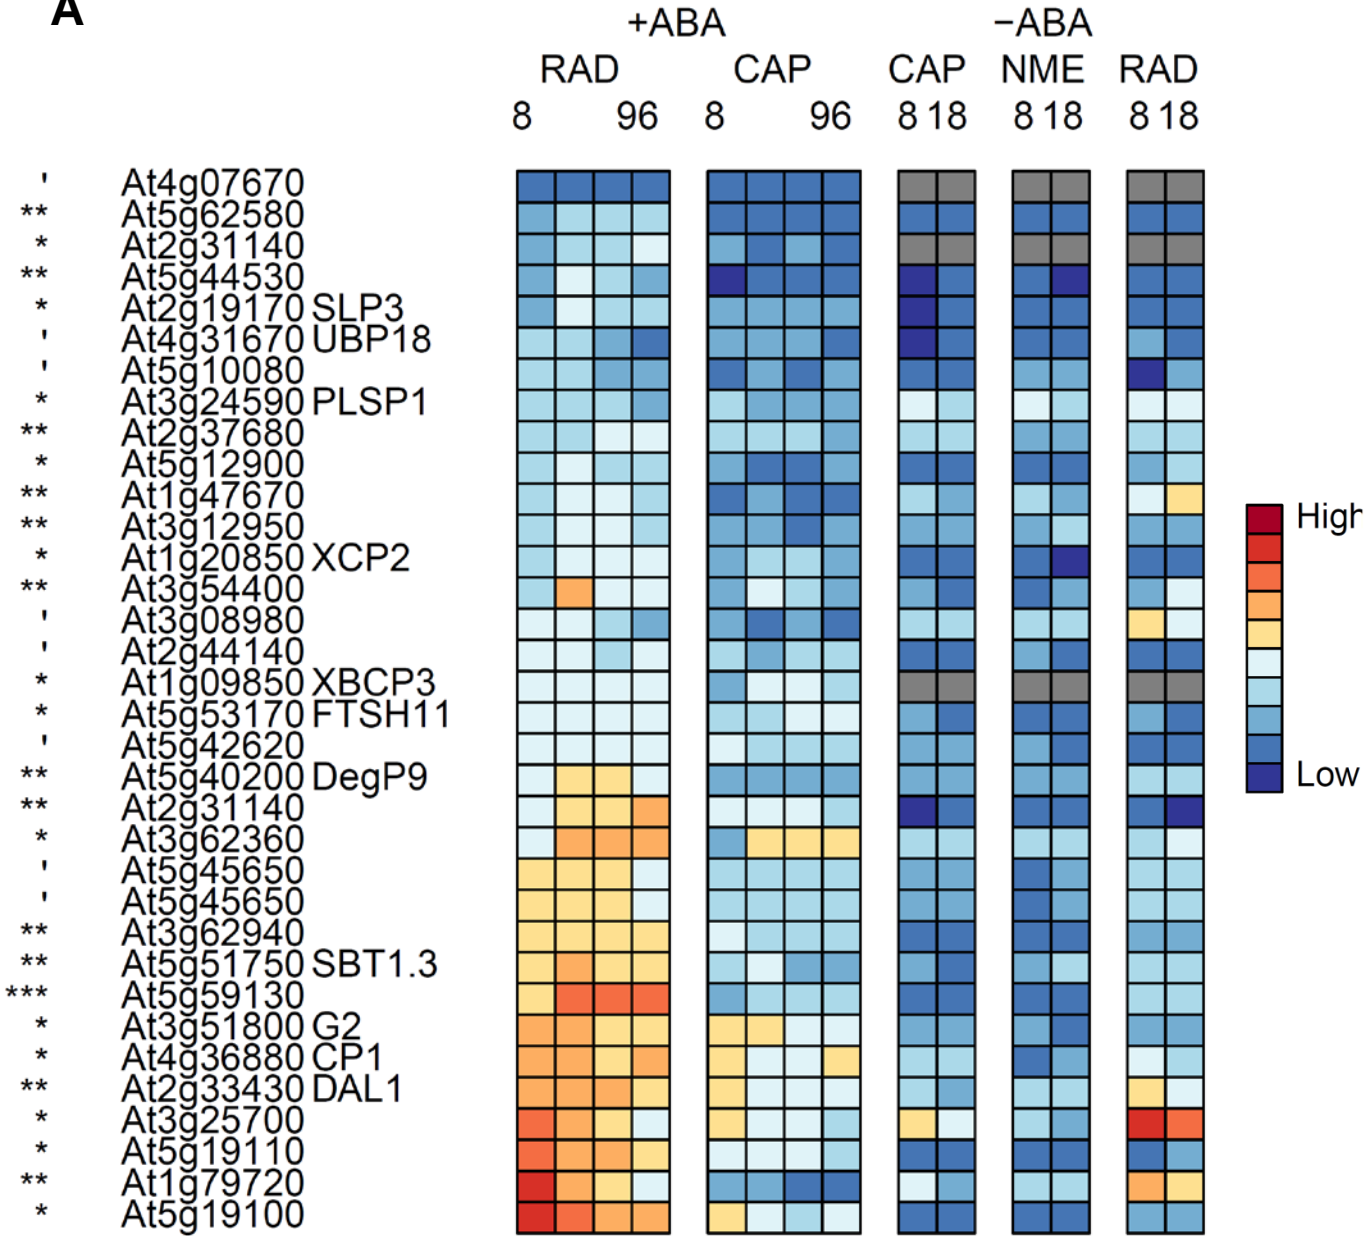 A
+ABA −ABA
RAD CAP CAP NME RAD
8 96 8 96 8 18 8 18 8 18
' At4g07670
** At5g62580
* At2g31140
** At5g44530
* At2g19170 SLP3
' At4g31670 UBP18
' At5g10080
* At3g24590 PLSP1
** At2g37680
* At5g12900
** At1g47670
** At3g12950
* At1g20850 XCP2
** At3g54400
' At3g08980
' At2g44140
* At1g09850 XBCP3
* At5g53170 FTSH11
' At5g42620
** At5g40200 DegP9
** At2g31140
* At3g62360
' At5g45650
' At5g45650
** At3g62940
** At5g51750 SBT1.3
*** At5g59130
* At3g51800 G2
* At4g36880 CP1
** At2g33430 DAL1
* At3g25700
* At5g19110
** At1g79720
* At5g19100
High
Low